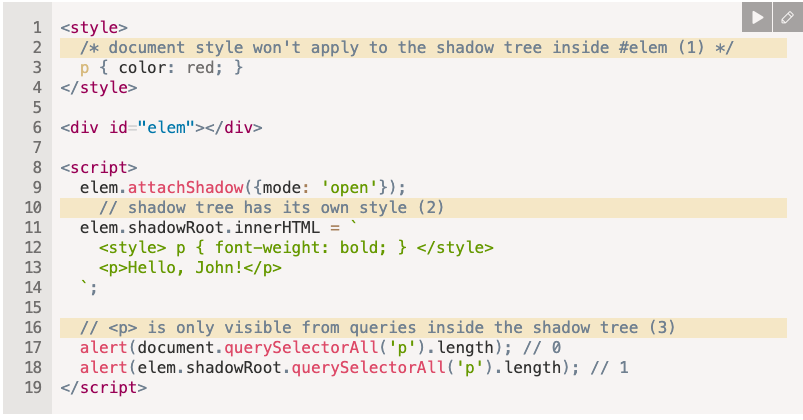 1 <style>
2   /* document style won't apply to the shadow tree inside #elem (1) */
3   p { color: red; }
4 </style>
5
6 <div id="elem"></div>
7
8 <script>
9   elem.attachShadow({mode: 'open'});
10     // shadow tree has its own style (2)
11   elem.shadowRoot.innerHTML = `
12     <style> p { font-weight: bold; } </style>
13     <p>Hello, John!</p>
14   `;
15
16   // <p> is only visible from queries inside the shadow tree (3)
17   alert(document.querySelectorAll('p').length); // 0
18   alert(elem.shadowRoot.querySelectorAll('p').length); // 1
19 </script>